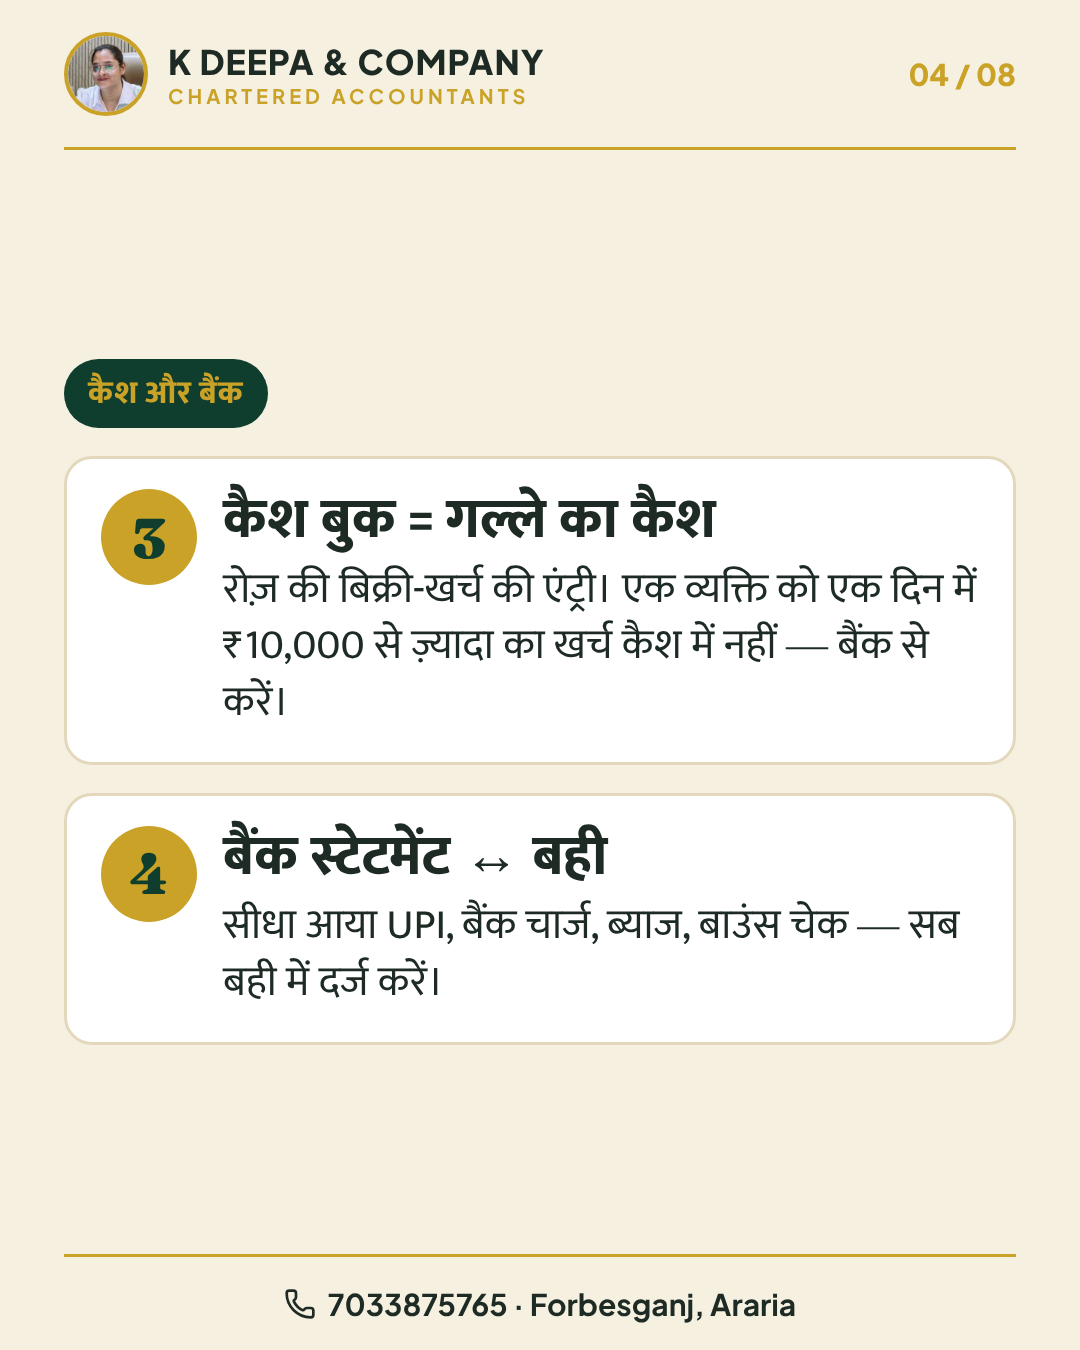 K DEEPA & COMPANY
CHARTERED ACCOUNTANTS
04 / 08
कैश और बैंक
3
कैश बुक = गल्ले का कैश
रोज़ की बिक्री-खर्च की एंट्री। एक व्यक्ति को एक दिन में
₹10,000 से ज़्यादा का खर्च कैश में नहीं — बैंक से
करें।
4
बैंक स्टेटमेंट ↔ बही
सीधा आया UPI, बैंक चार्ज, ब्याज, बाउंस चेक — सब
बही में दर्ज करें।
7033875765 · Forbesganj, Araria